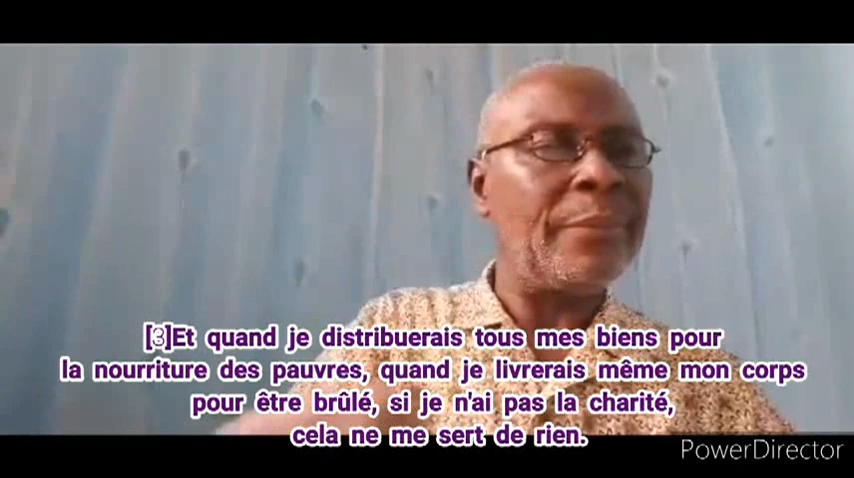 [3]Et quand je distribuerais tous mes biens pour
la nourriture des pauvres, quand je livrerais même mon corps
pour être brûlé, si je n'ai pas la charité,
cela ne me sert de rien.
PowerDirector